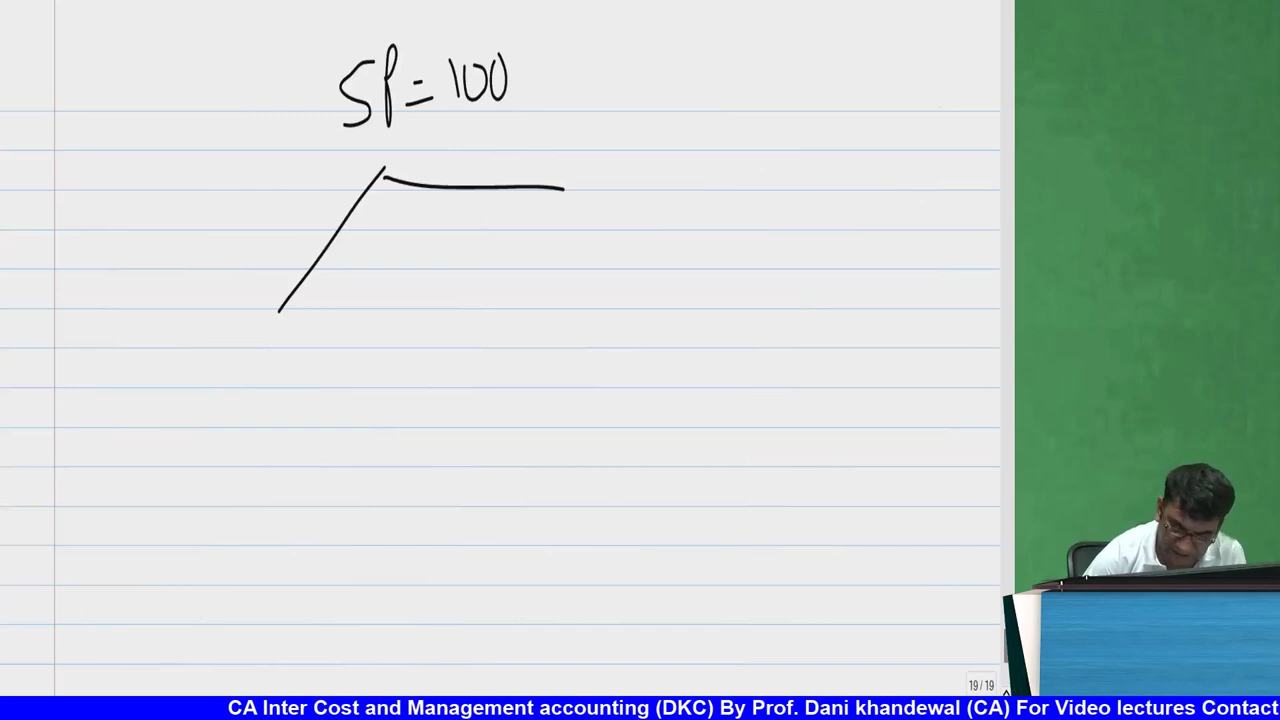 SP = 100
19/19
CA Inter Cost and Management accounting (DKC) By Prof. Dani khandewal (CA) For Video lectures Contact